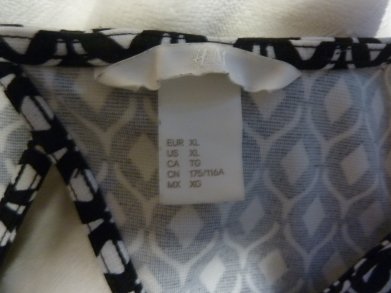 H&M
EUR XL
US XL
CA TG
CN 175/116A
MX XG